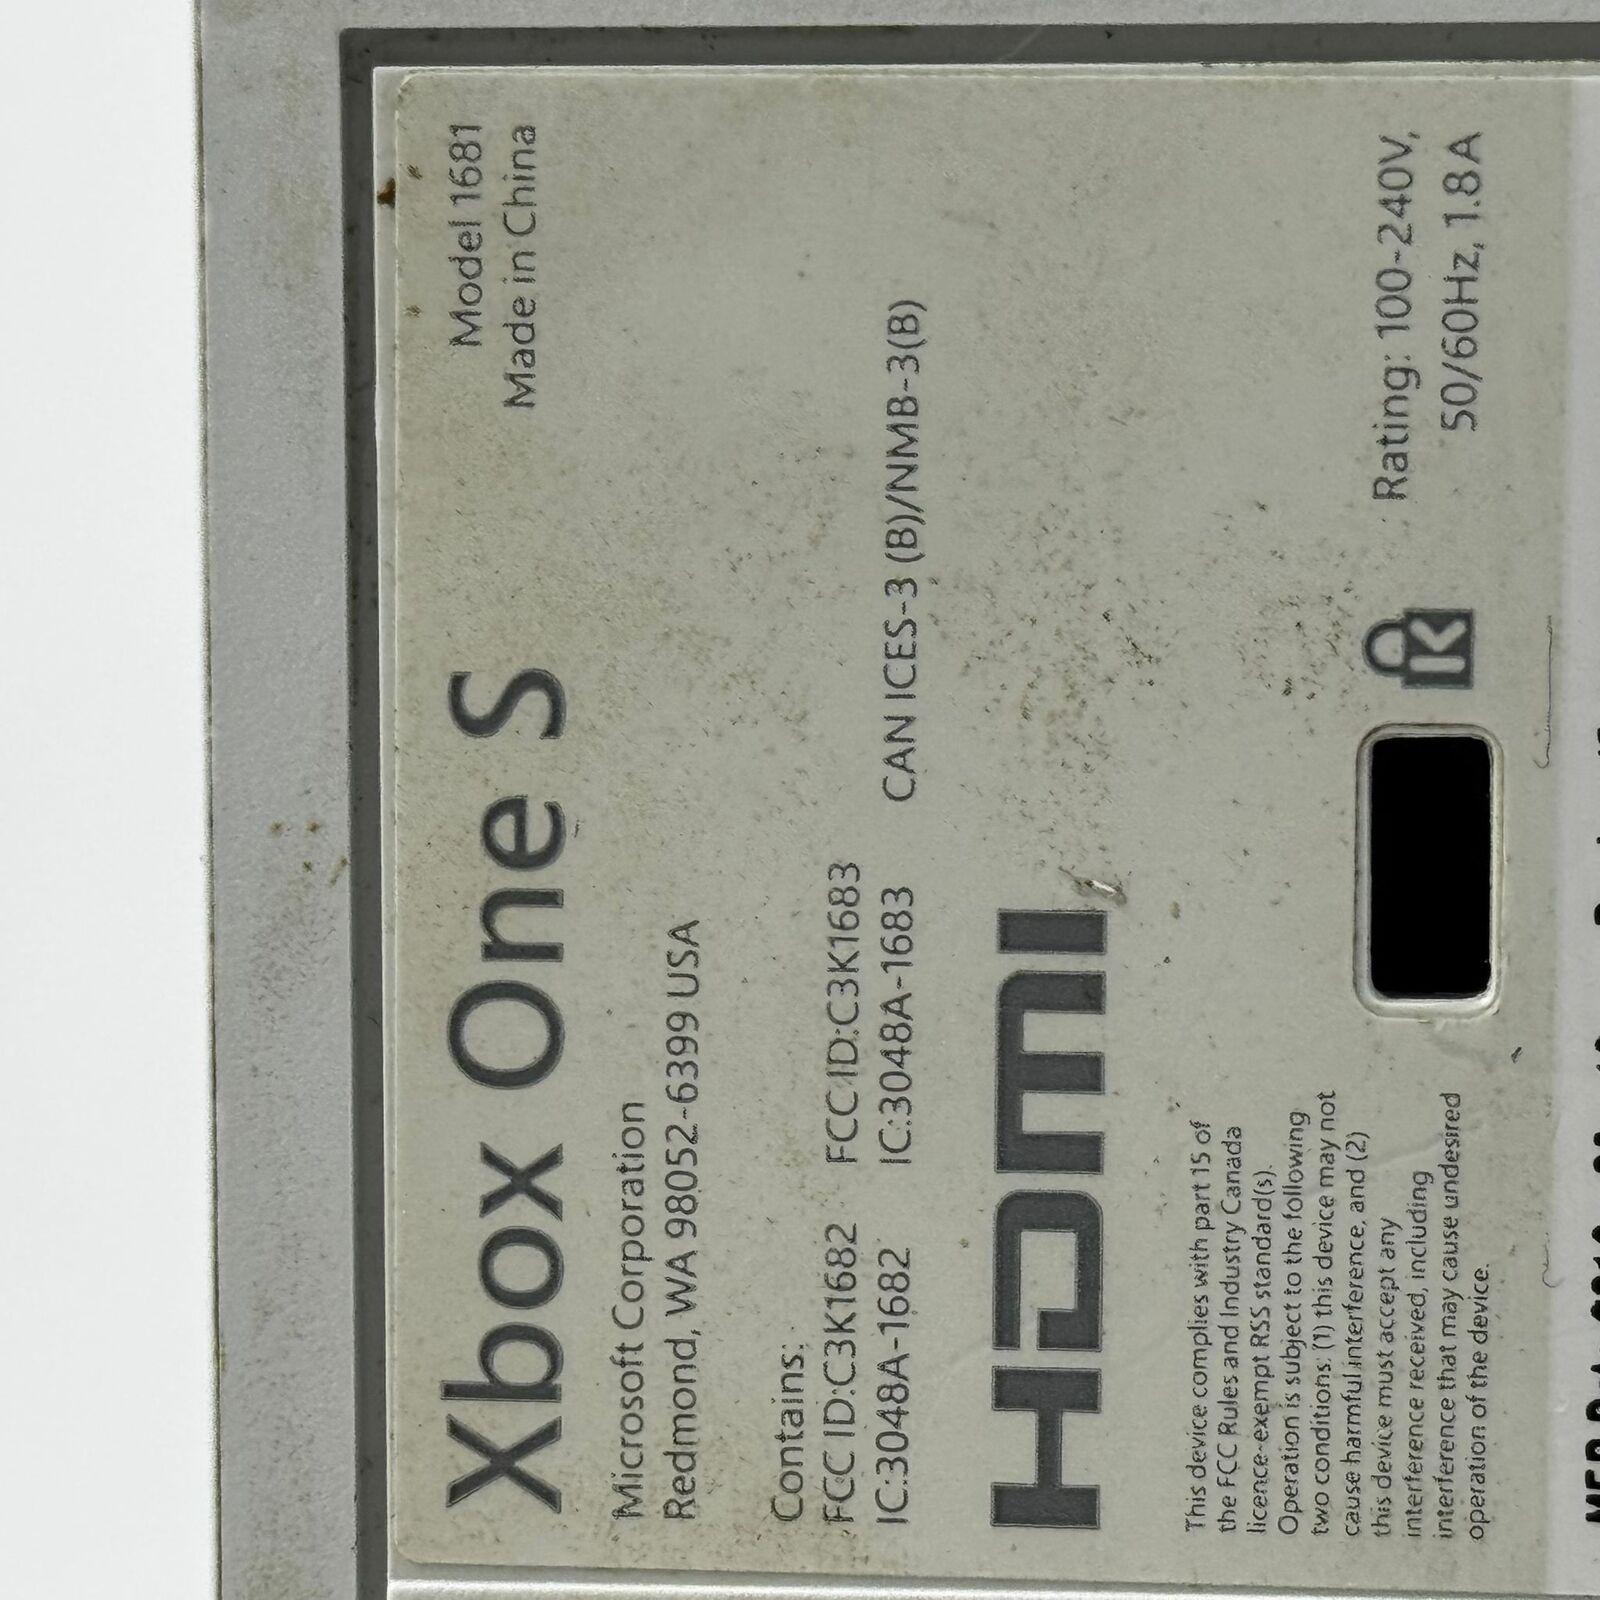 Xbox One S
Model 1681
Made in China
Microsoft Corporation
Redmond, WA 98052-6399 USA
Contains:
FCC ID:C3K1682 FCC ID:C3K1683
IC:3048A-1682 IC:3048A-1683 CAN ICES-3 (B)/NMB-3(B)
HDMI
This device complies with part 15 of
the FCC Rules and Industry Canada
licence-exempt RSS standard(s).
Operation is subject to the following
two conditions: (1) this device may not
cause harmful interference, and (2)
this device must accept any
interference received, including
interference that may cause undesired
operation of the device.
K
Rating: 100-240V,
50/60Hz, 1.8A